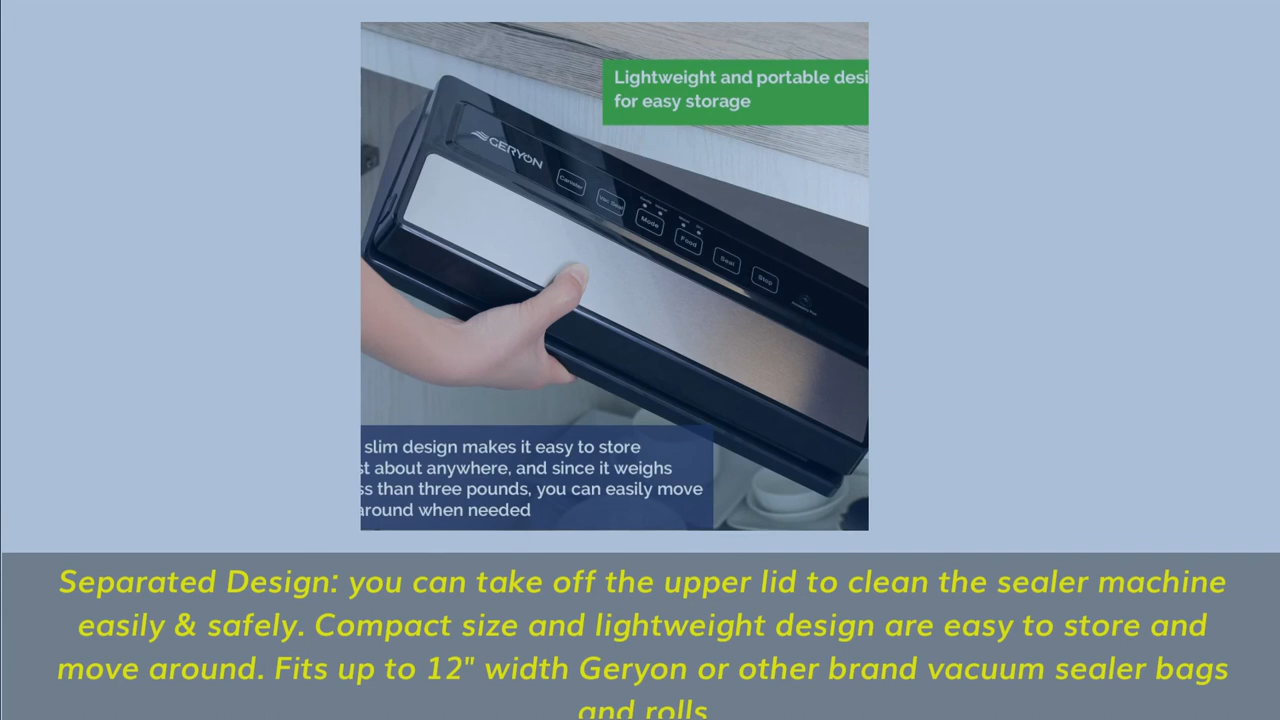 Lightweight and portable desi
for easy storage
GERYON
Canister
Vac Seal
Mode
Food
Seal
Stop
slim design makes it easy to store
st about anywhere, and since it weighs
ss than three pounds, you can easily move
around when needed
Separated Design: you can take off the upper lid to clean the sealer machine
easily & safely. Compact size and lightweight design are easy to store and
move around. Fits up to 12" width Geryon or other brand vacuum sealer bags
and rolls